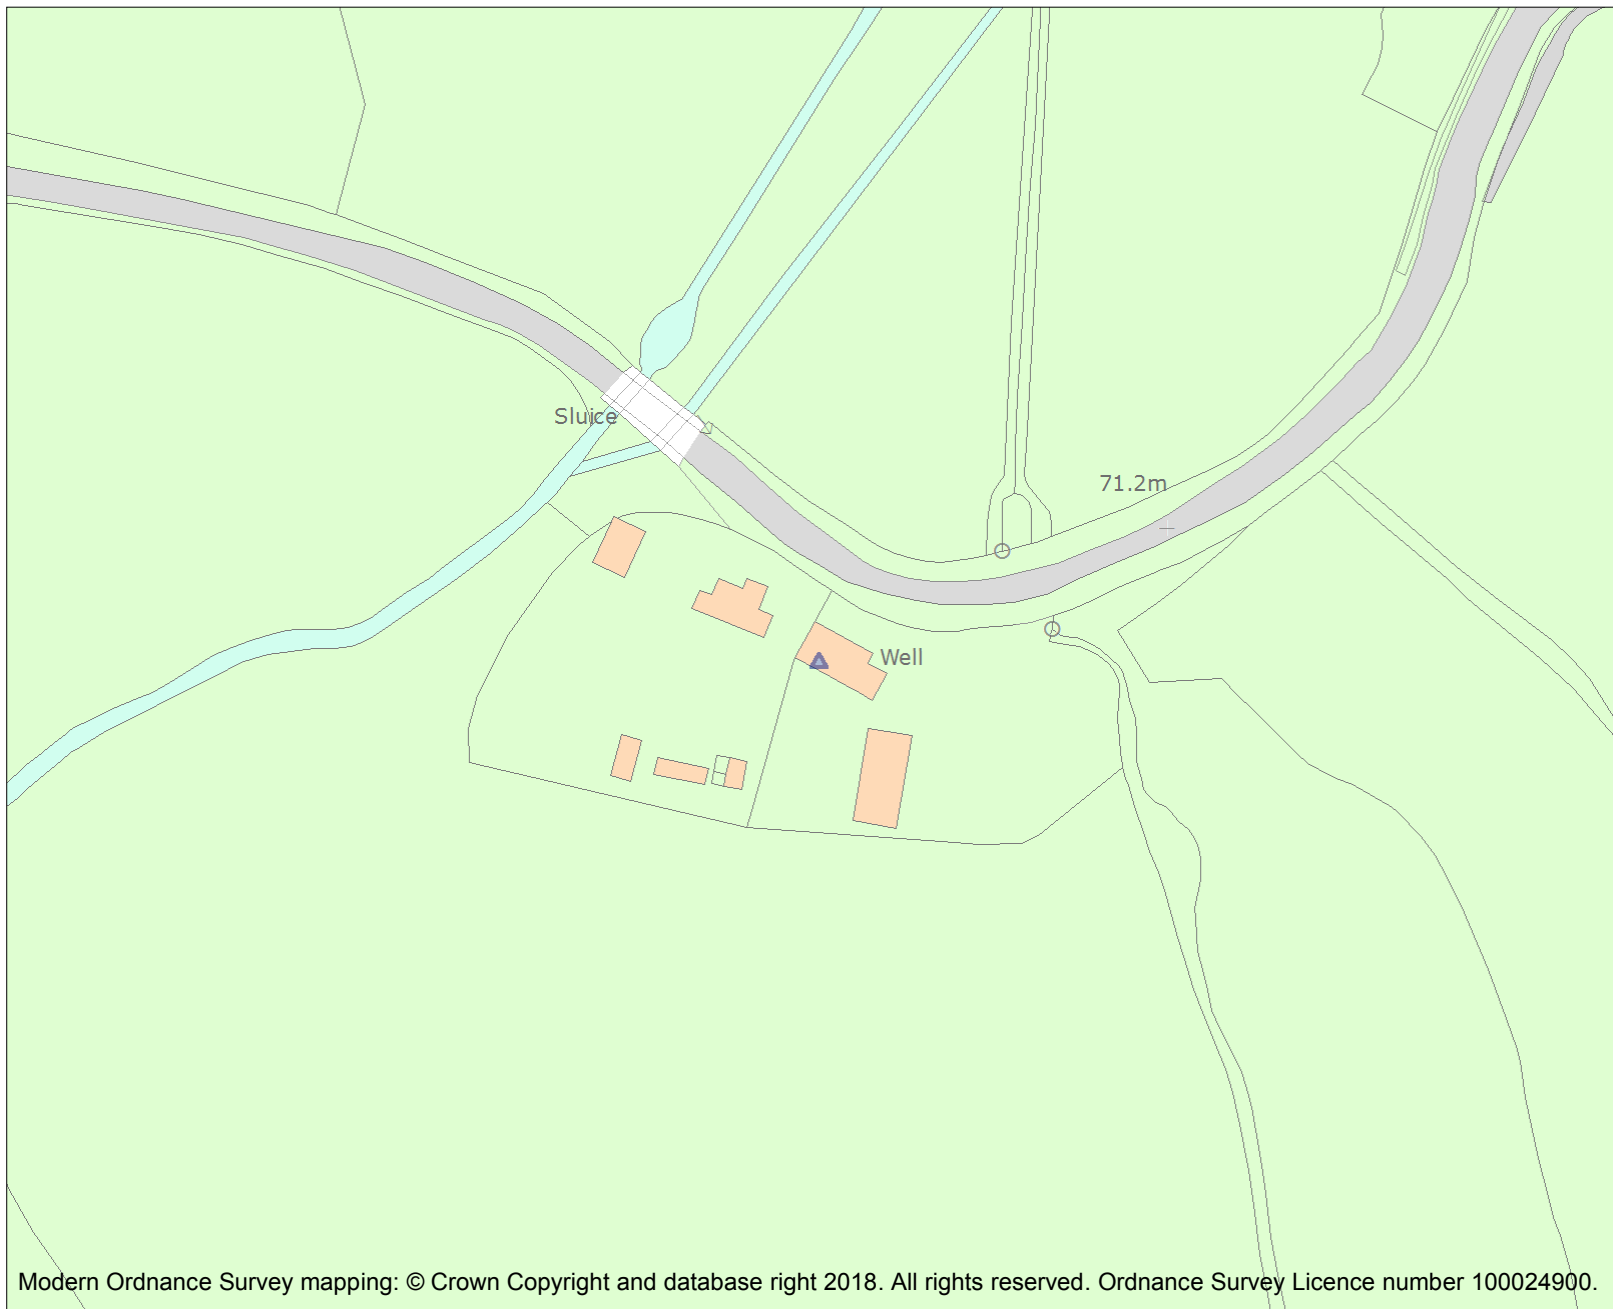 Sluice
71.2m
Well
Modern Ordnance Survey mapping: © Crown Copyright and database right 2018. All rights reserved. Ordnance Survey Licence number 100024900.